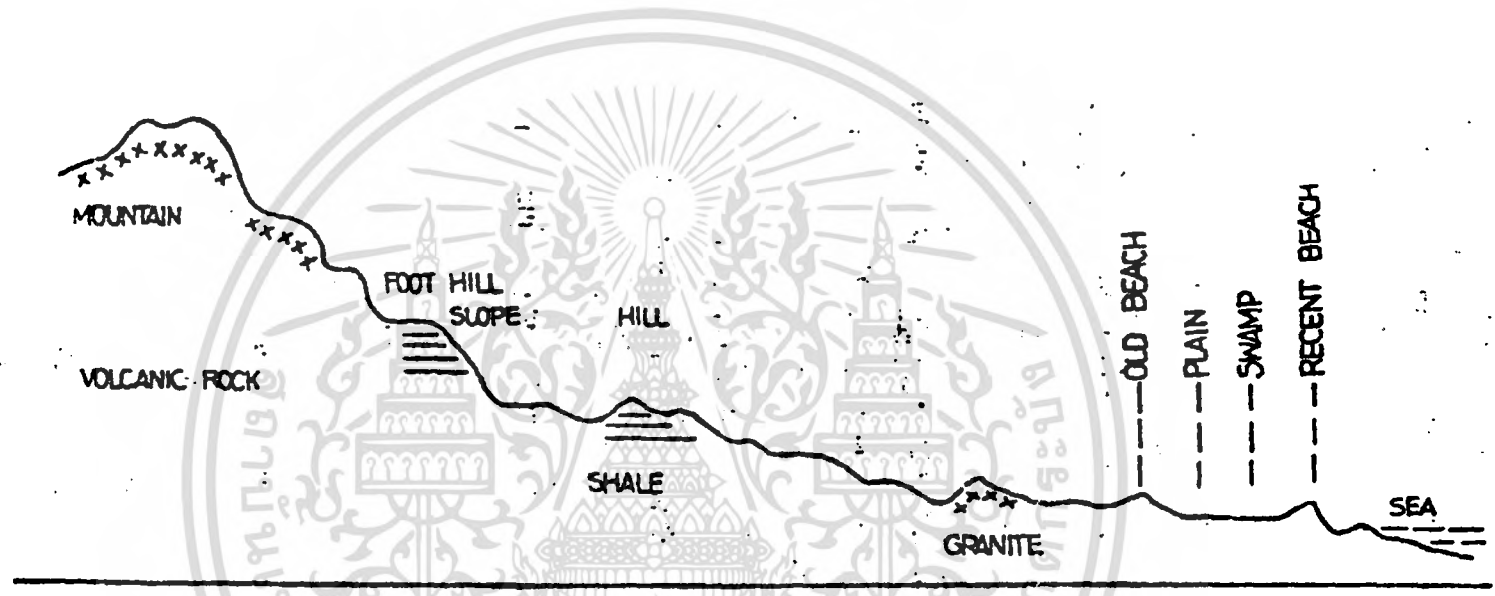 MOUNTAIN
FOOT HILL
SLOPE
HILL
VOLCANIC ROCK
SHALE
GRANITE
OLD BEACH
PLAIN
SWAMP
RECENT BEACH
SEA